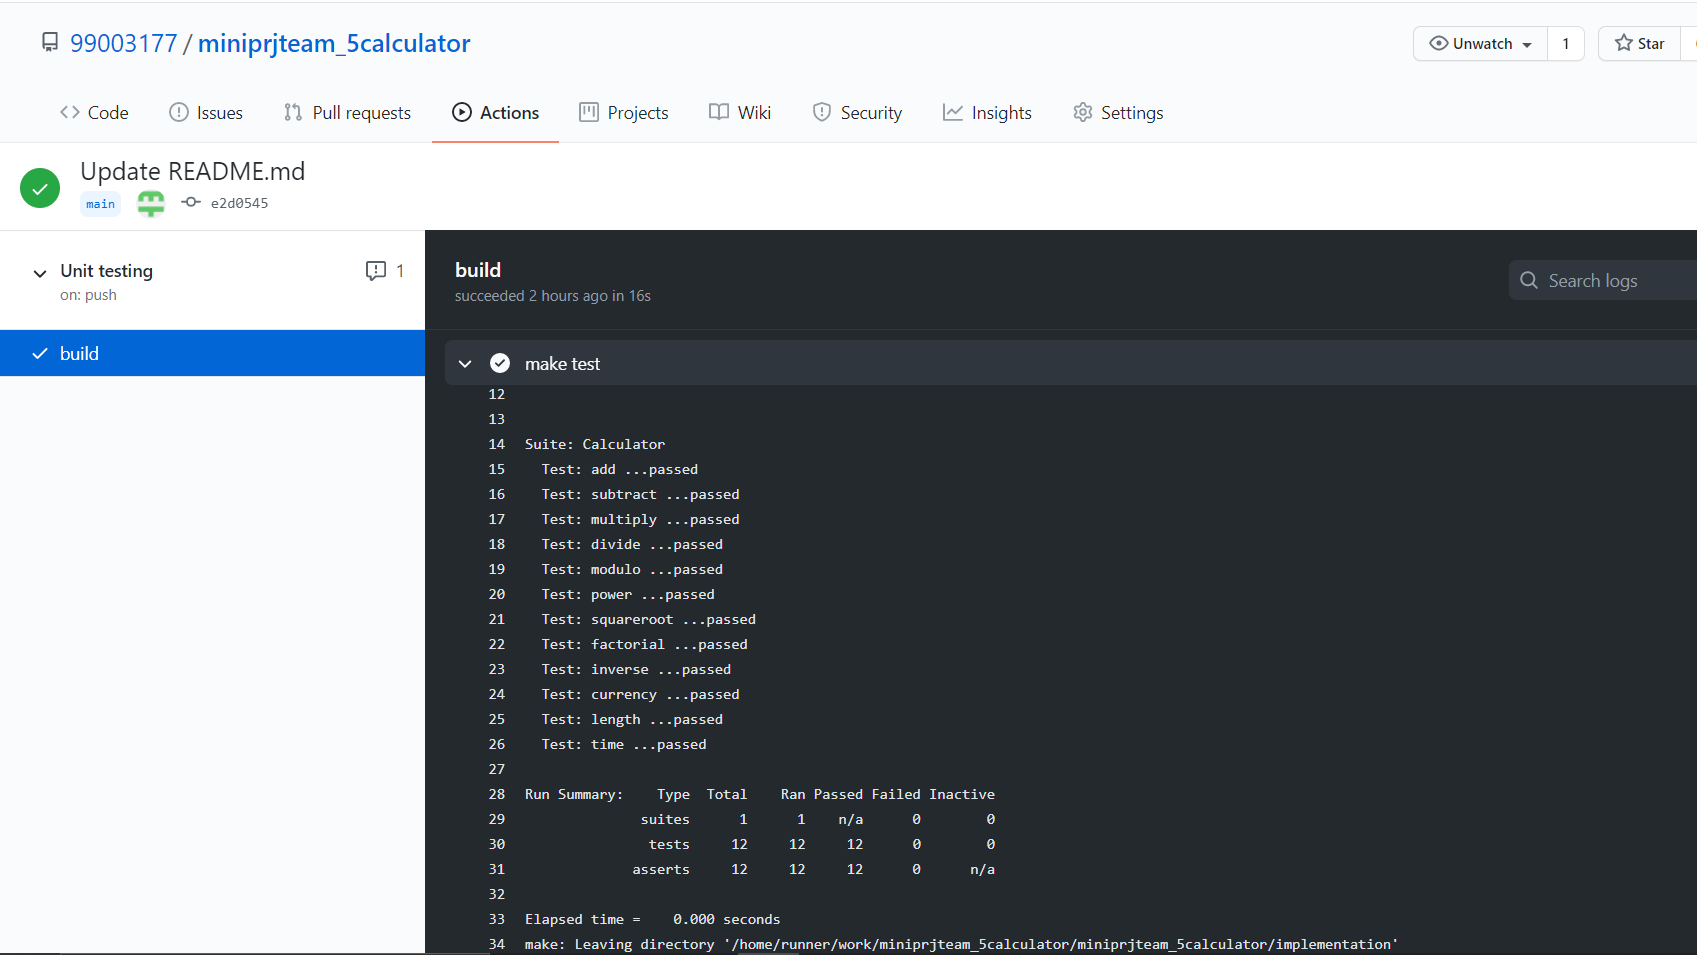 99003177 / miniprjteam_5calculator
Unwatch 1 Star
Code Issues Pull requests Actions Projects Wiki Security Insights Settings
Update README.md
main e2d0545
Unit testing 1
on: push
build
build
succeeded 2 hours ago in 16s
Search logs
make test
12
13
14 Suite: Calculator
15 Test: add ...passed
16 Test: subtract ...passed
17 Test: multiply ...passed
18 Test: divide ...passed
19 Test: modulo ...passed
20 Test: power ...passed
21 Test: squareroot ...passed
22 Test: factorial ...passed
23 Test: inverse ...passed
24 Test: currency ...passed
25 Test: length ...passed
26 Test: time ...passed
27
28 Run Summary: Type Total Ran Passed Failed Inactive
29 suites 1 1 n/a 0 0
30 tests 12 12 12 0 0
31 asserts 12 12 12 0 n/a
32
33 Elapsed time = 0.000 seconds
34 make: Leaving directory '/home/runner/work/miniprjteam_5calculator/miniprjteam_5calculator/implementation'